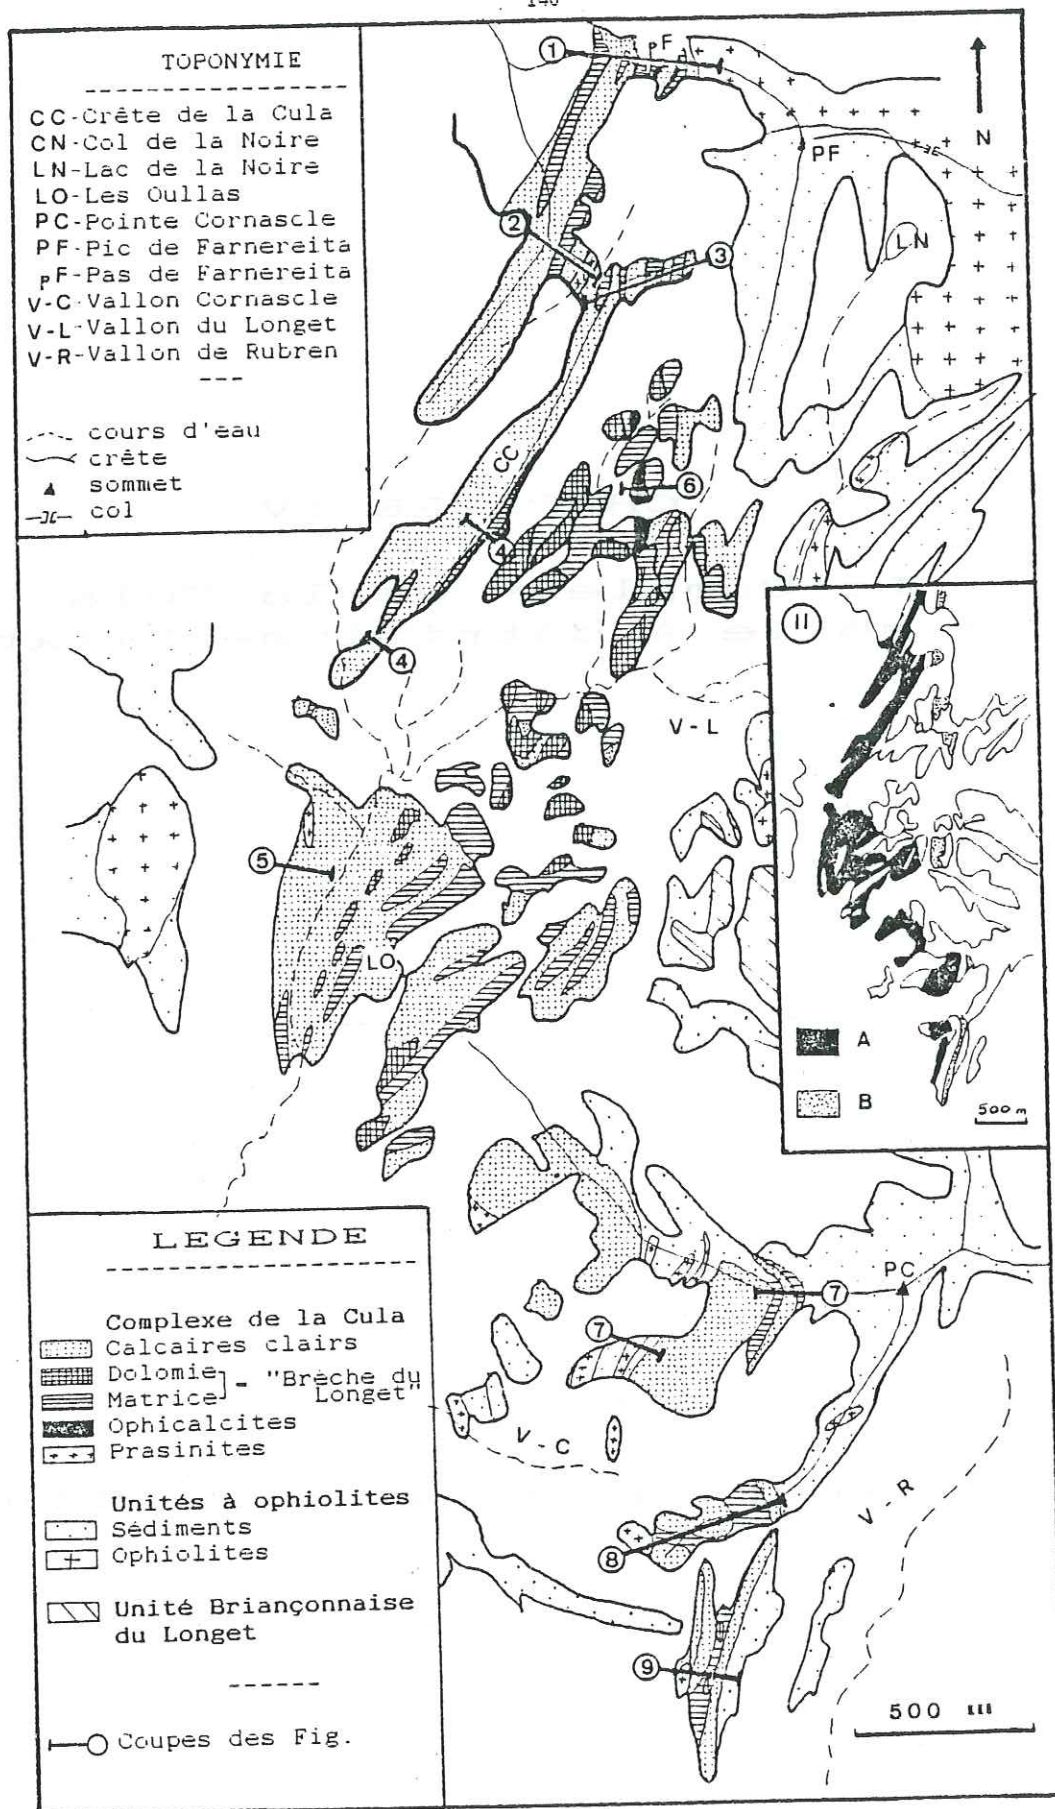 140
TOPONYMIE
CC-Crête de la Cula
CN-Col de la Noire
LN-Lac de la Noire
LO-Les Oullas
PC-Pointe Cornascle
PF-Pic de Farnereita
pF-Pas de Farnereita
V-C-Vallon Cornascle
V-L-Vallon du Longet
V-R-Vallon de Rubren
cours d'eau
crête
sommet
col
1
pF
N
PF
LN
2
3
CC
6
4
4
V-L
5
LO
11
A
B
500 m
LEGENDE
Complexe de la Cula
Calcaires clairs
Dolomie
Matrice
= "Brèche du
Longet"
Ophicalcites
Prasinites
Unités à ophiolites
Sédiments
Ophiolites
Unité Briançonnaise
du Longet
Coupes des Fig.
PC
7
7
V-C
V-R
8
9
500 m